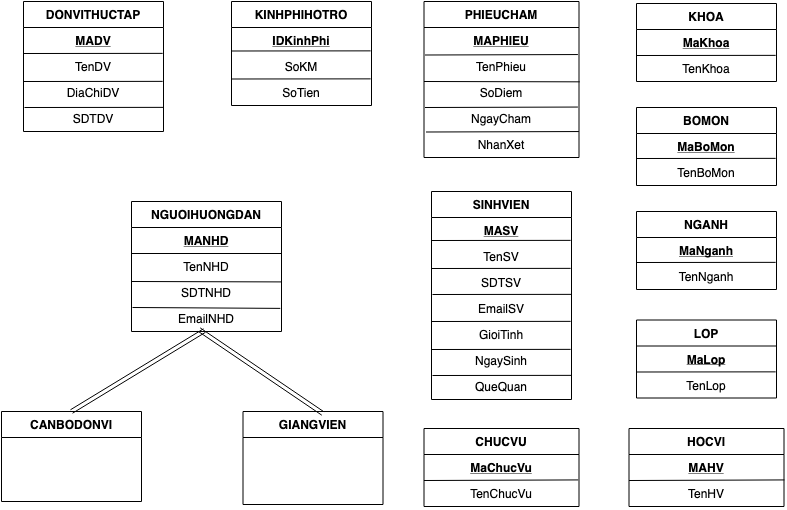 DONVITHUCTAP
MADV
TenDV
DiaChiDV
SDTDV
KINHPHIHOTRO
IDKinhPhi
SoKM
SoTien
PHIEUCHAM
MAPHIEU
TenPhieu
SoDiem
NgayCham
NhanXet
KHOA
MaKhoa
TenKhoa
BOMON
MaBoMon
TenBoMon
NGUOIHUONGDAN
MANHD
TenNHD
SDTNHD
EmailNHD
SINHVIEN
MASV
TenSV
SDTSV
EmailSV
GioiTinh
NgaySinh
QueQuan
NGANH
MaNganh
TenNganh
LOP
MaLop
TenLop
CANBODONVI
GIANGVIEN
CHUCVU
MaChucVu
TenChucVu
HOCVI
MAHV
TenHV